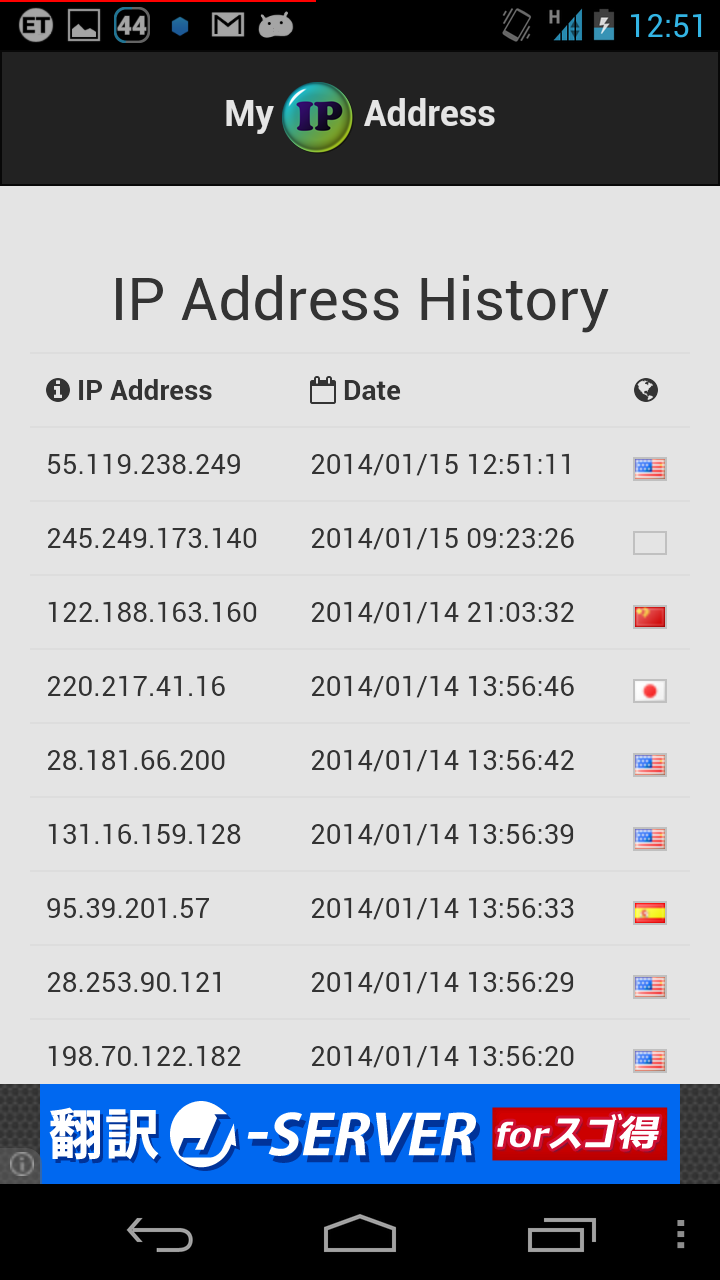 ET 44 H 12:51
My IP Address
IP Address History
IP Address Date
55.119.238.249 2014/01/15 12:51:11
245.249.173.140 2014/01/15 09:23:26
122.188.163.160 2014/01/14 21:03:32
220.217.41.16 2014/01/14 13:56:46
28.181.66.200 2014/01/14 13:56:42
131.16.159.128 2014/01/14 13:56:39
95.39.201.57 2014/01/14 13:56:33
28.253.90.121 2014/01/14 13:56:29
198.70.122.182 2014/01/14 13:56:20
翻訳 J-SERVER forスゴ得